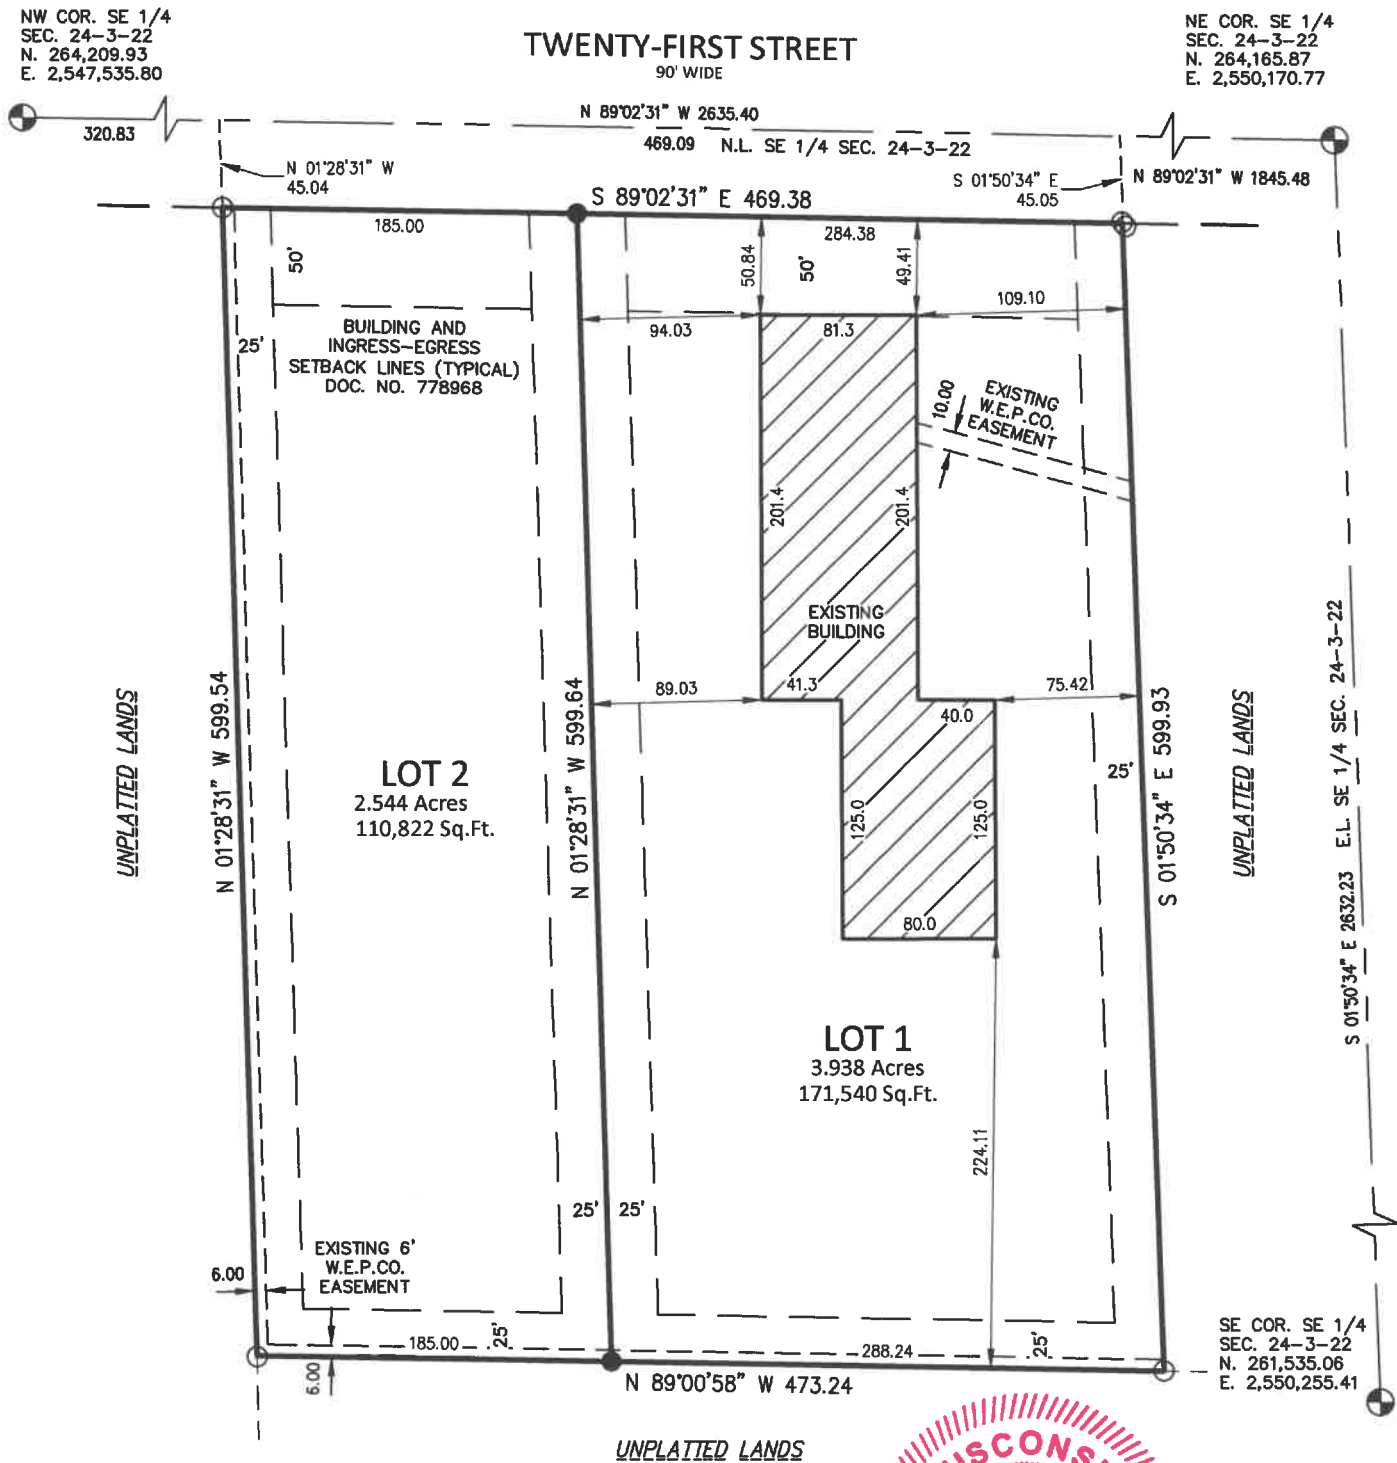 NW COR. SE 1/4
SEC. 24-3-22
N. 264,209.93
E. 2,547,535.80
TWENTY-FIRST STREET
90' WIDE
NE COR. SE 1/4
SEC. 24-3-22
N. 264,165.87
E. 2,550,170.77
320.83
N 89°02'31" W 2635.40
469.09 N.L. SE 1/4 SEC. 24-3-22
N 01°28'31" W
45.04
S 01°50'34" E
45.05
N 89°02'31" W 1845.48
S 89°02'31" E 469.38
185.00
284.38
50'
50.84
50'
49.41
109.10
94.03
81.3
25'
BUILDING AND
INGRESS-EGRESS
SETBACK LINES (TYPICAL)
DOC. NO. 778968
10.00
EXISTING
W.E.P.CO.
EASEMENT
201.4
201.4
EXISTING
BUILDING
89.03
41.3
40.0
75.42
UNPLATTED LANDS
N 01°28'31" W 599.54
N 01°28'31" W 599.64
S 01°50'34" E 599.93
UNPLATTED LANDS
S 01°50'34" E 2632.23 E.L. SE 1/4 SEC. 24-3-22
LOT 2
2.544 Acres
110,822 Sq.Ft.
25'
125.0
125.0
80.0
LOT 1
3.938 Acres
171,540 Sq.Ft.
224.11
25'
25'
EXISTING 6'
W.E.P.CO.
EASEMENT
6.00
6.00
185.00
25'
288.24
25'
N 89°00'58" W 473.24
SE COR. SE 1/4
SEC. 24-3-22
N. 261,535.06
E. 2,550,255.41
UNPLATTED LANDS